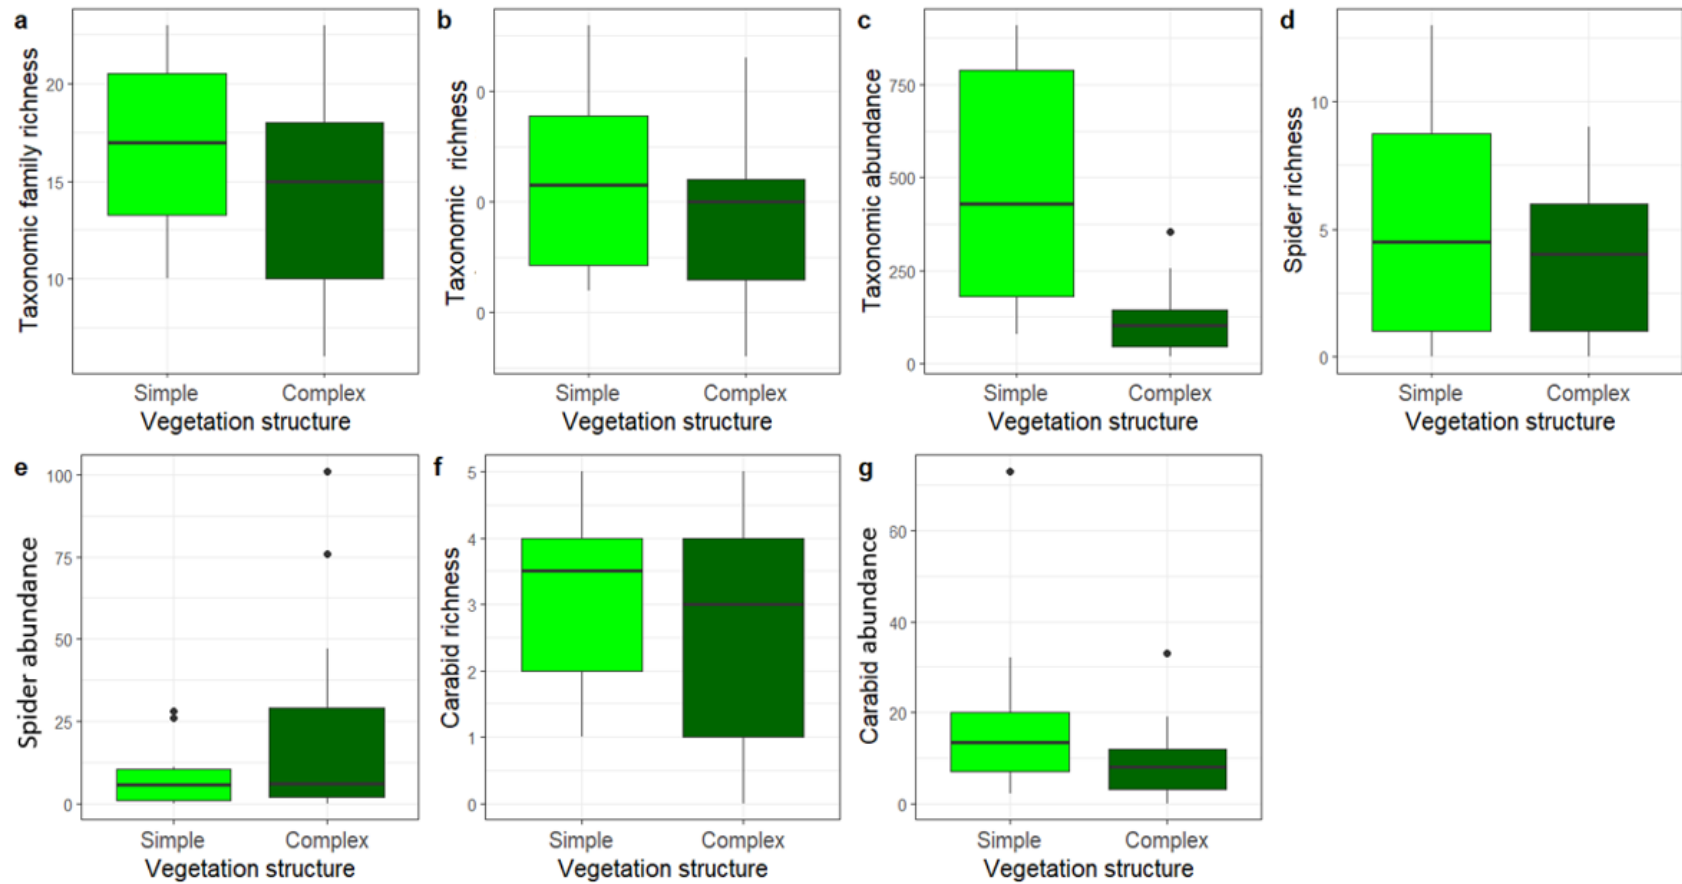 a
Taxonomic family richness
20
15
10
Simple Complex
Vegetation structure
b
Taxonomic richness
0
0
0
Simple Complex
Vegetation structure
c
Taxonomic abundance
750
500
250
0
Simple Complex
Vegetation structure
d
Spider richness
10
5
0
Simple Complex
Vegetation structure
e
Spider abundance
100
75
50
25
0
Simple Complex
Vegetation structure
f
Carabid richness
5
4
3
2
1
0
Simple Complex
Vegetation structure
g
Carabid abundance
60
40
20
0
Simple Complex
Vegetation structure